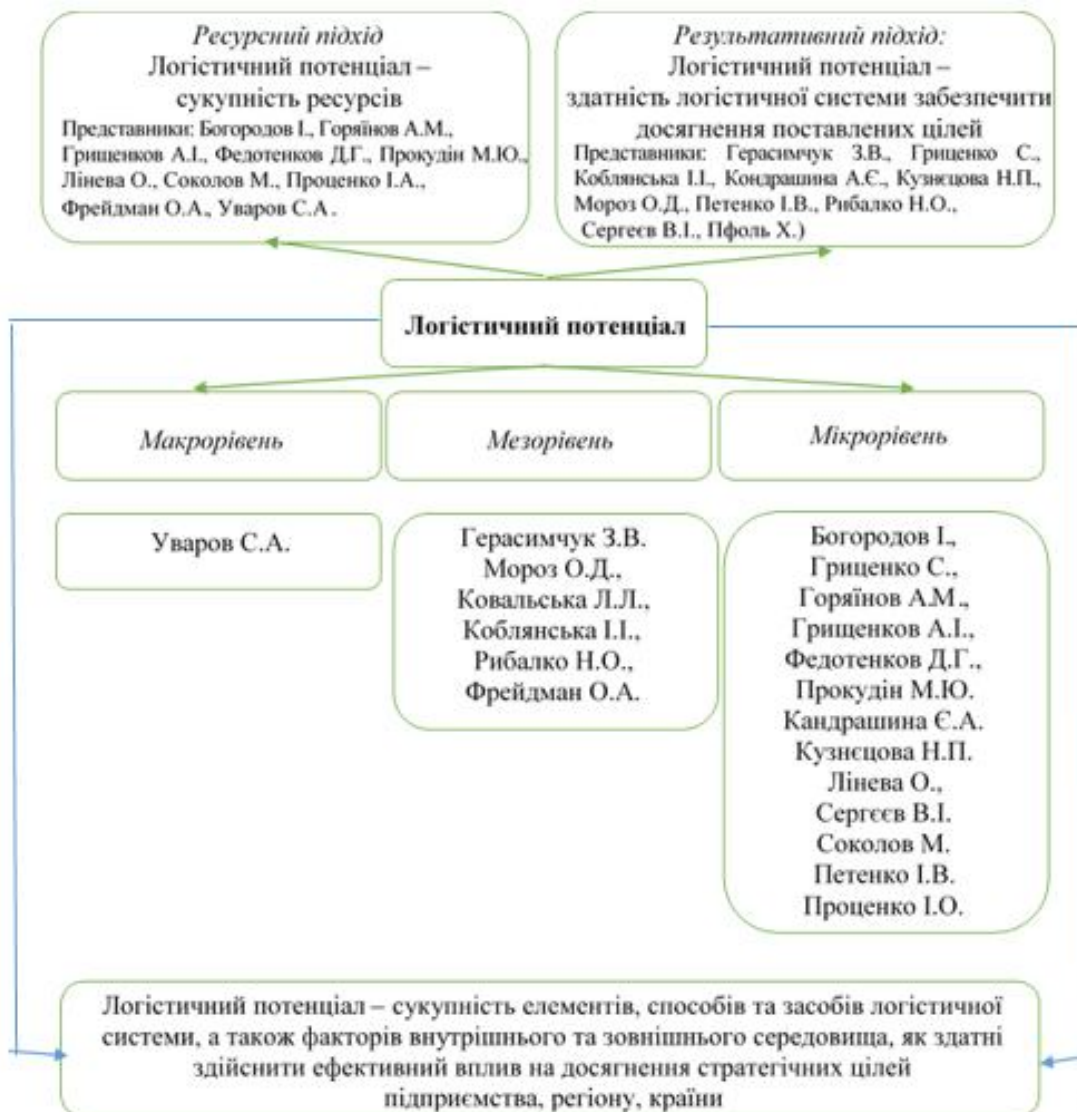 Ресурсний підхід
Логістичний потенціал –
сукупність ресурсів
Представники: Богородов І., Горяїнов А.М.,
Грищенков А.І., Федотенков Д.Г., Прокудін М.Ю.,
Лінева О., Соколов М., Проценко І.А.,
Фрейдман О.А., Уваров С.А.
Результативний підхід:
Логістичний потенціал –
здатність логістичної системи забезпечити
досягнення поставлених цілей
Представники: Герасимчук З.В., Гриценко С.,
Коблянська І.І., Кондрашина А.Є., Кузнєцова Н.П.,
Мороз О.Д., Петенко І.В., Рибалко Н.О.,
Сергеєв В.І., Пфоль Х.)
Логістичний потенціал
Макрорівень
Мезорівень
Мікрорівень
Уваров С.А.
Герасимчук З.В.
Мороз О.Д.,
Ковальська Л.Л.,
Коблянська І.І.,
Рибалко Н.О.,
Фрейдман О.А.
Богородов І.,
Гриценко С.,
Горяїнов А.М.,
Грищенков А.І.,
Федотенков Д.Г.,
Прокудін М.Ю.
Кандрашина Є.А.
Кузнєцова Н.П.
Лінева О.,
Сергєєв В.І.
Соколов М.
Петенко І.В.
Проценко І.О.
Логістичний потенціал – сукупність елементів, способів та засобів логістичної
системи, а також факторів внутрішнього та зовнішнього середовища, як здатні
здійснити ефективний вплив на досягнення стратегічних цілей
підприємства, регіону, країни